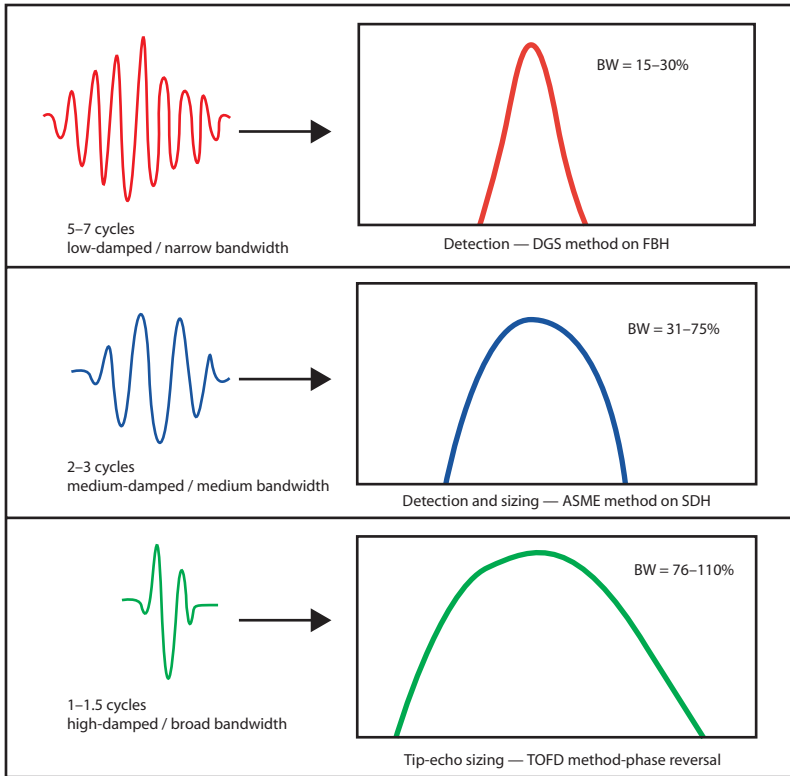 BW = 15–30%
5–7 cycles
low-damped / narrow bandwidth
Detection — DGS method on FBH
BW = 31–75%
2–3 cycles
medium-damped / medium bandwidth
Detection and sizing — ASME method on SDH
BW = 76–110%
1–1.5 cycles
high-damped / broad bandwidth
Tip-echo sizing — TOFD method-phase reversal